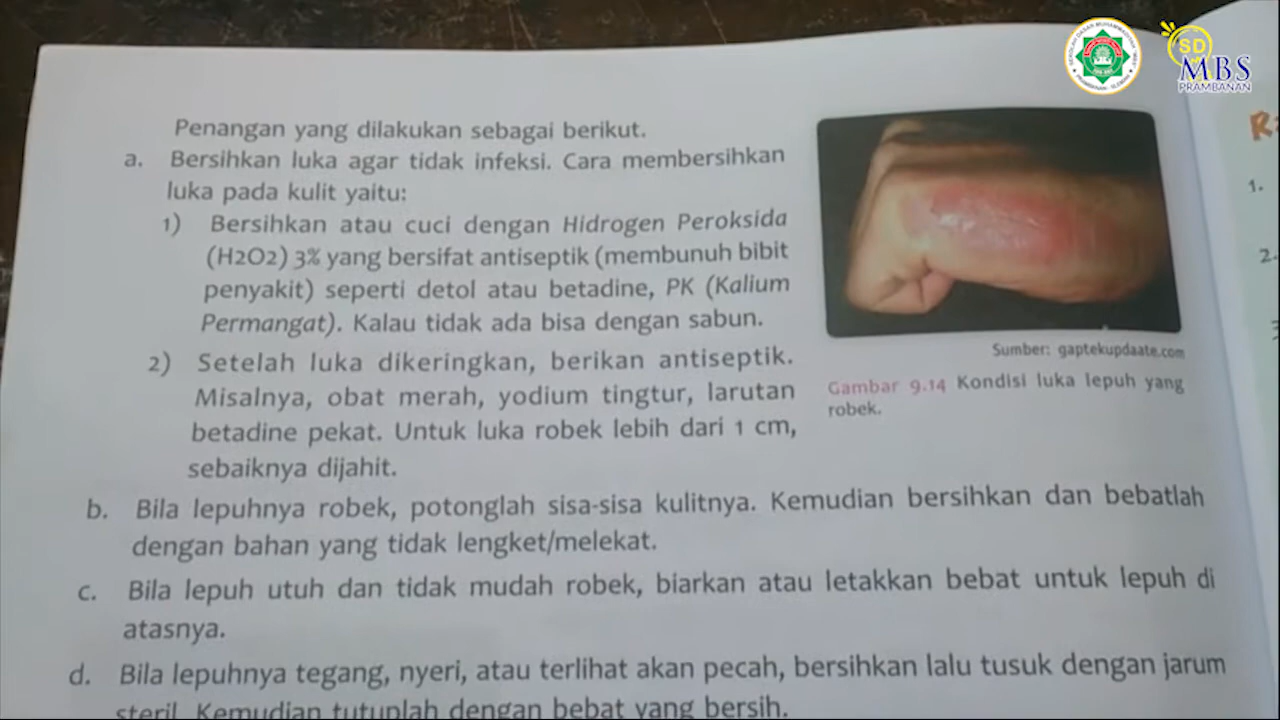 SD
MBS
PRAMBANAN
Penangan yang dilakukan sebagai berikut.
a. Bersihkan luka agar tidak infeksi. Cara membersihkan
luka pada kulit yaitu:
1) Bersihkan atau cuci dengan Hidrogen Peroksida
(H2O2) 3% yang bersifat antiseptik (membunuh bibit
penyakit) seperti detol atau betadine, PK (Kalium
Permangat). Kalau tidak ada bisa dengan sabun.
2) Setelah luka dikeringkan, berikan antiseptik.
Misalnya, obat merah, yodium tingtur, larutan
betadine pekat. Untuk luka robek lebih dari 1 cm,
sebaiknya dijahit.
Sumber: gaptekupdaate.com
Gambar 9.14 Kondisi luka lepuh yang
robek.
b. Bila lepuhnya robek, potonglah sisa-sisa kulitnya. Kemudian bersihkan dan bebatlah
dengan bahan yang tidak lengket/melekat.
c. Bila lepuh utuh dan tidak mudah robek, biarkan atau letakkan bebat untuk lepuh di
atasnya.
d. Bila lepuhnya tegang, nyeri, atau terlihat akan pecah, bersihkan lalu tusuk dengan jarum
steril. Kemudian tutuplah dengan bebat yang bersih.
1.
2.